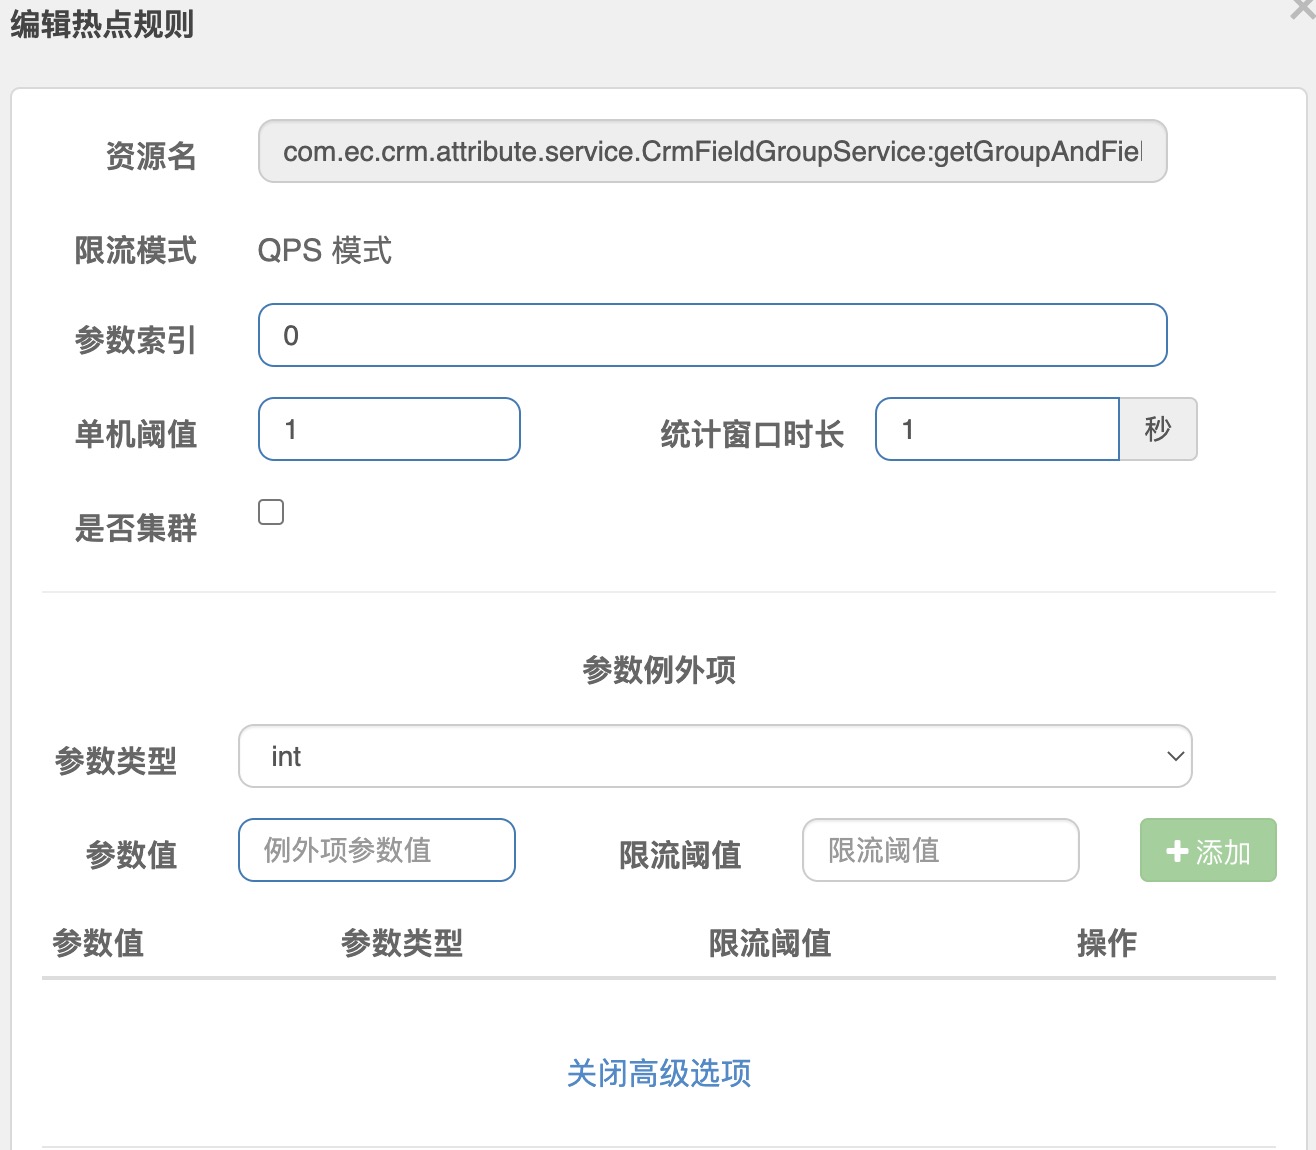 编辑热点规则
资源名 com.ec.crm.attribute.service.CrmFieldGroupService:getGroupAndFiel
限流模式 QPS 模式
参数索引 0
单机阈值 1 统计窗口时长 1 秒
是否集群
参数例外项
参数类型 int
参数值 例外项参数值 限流阈值 限流阈值 添加
参数值 参数类型 限流阈值 操作
关闭高级选项